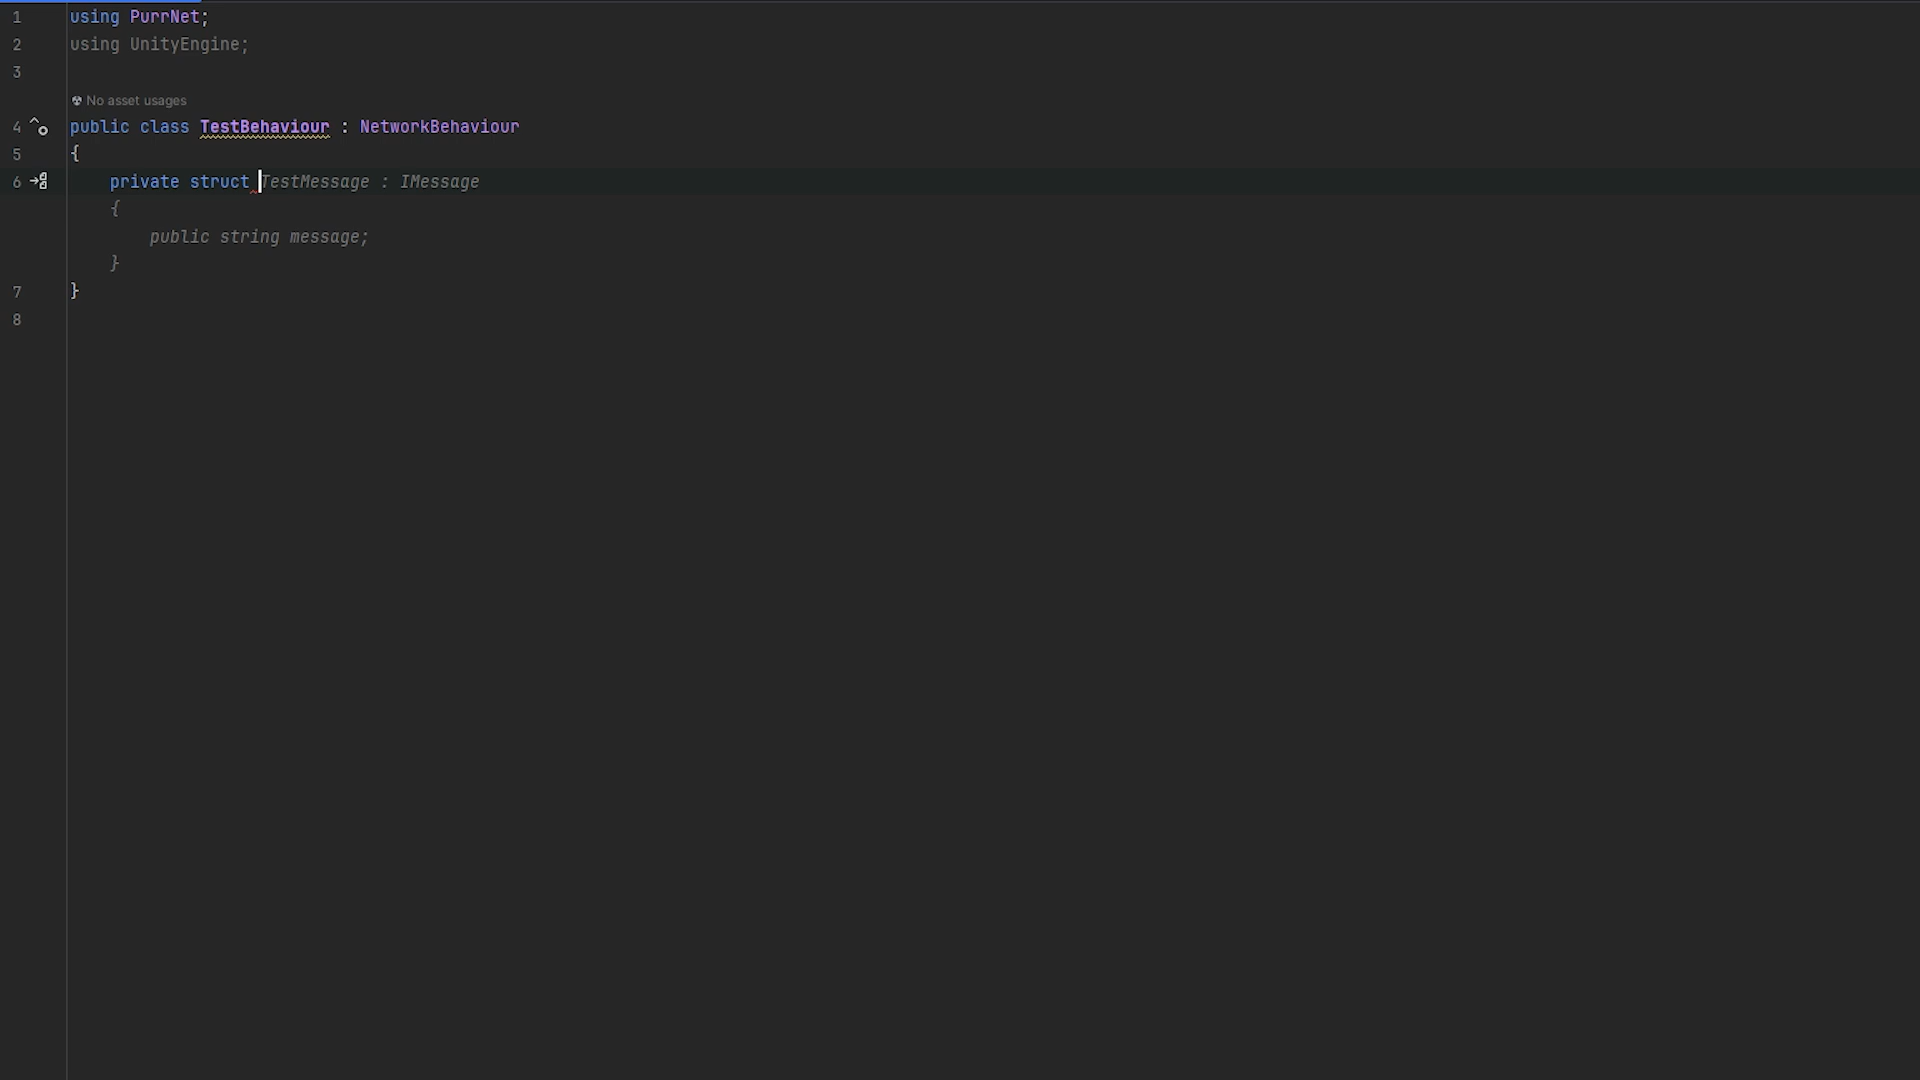 1 using PurrNet;
2 using UnityEngine;
3
No asset usages
4 public class TestBehaviour : NetworkBehaviour
5 {
6 private struct TestMessage : IMessage
{
public string message;
}
7 }
8